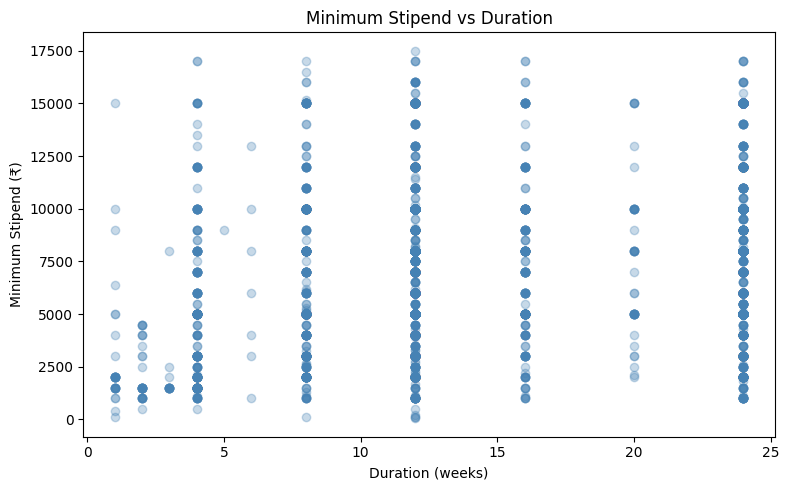 Minimum Stipend vs Duration
17500
15000
12500
10000
7500
5000
2500
0
Minimum Stipend (₹)
0 5 10 15 20 25
Duration (weeks)